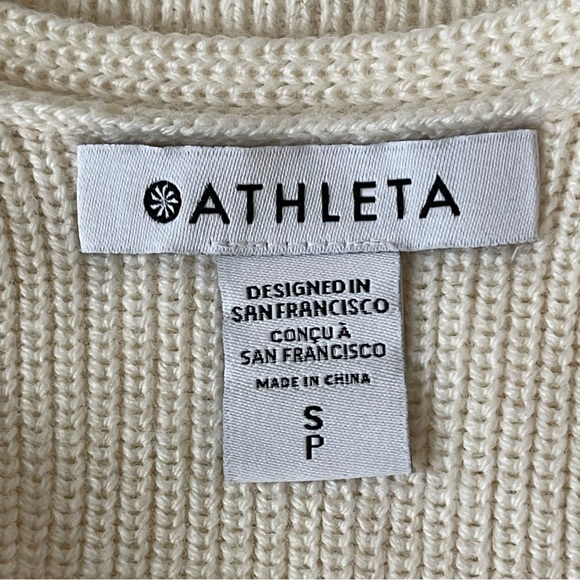 ATHLETA
DESIGNED IN
SAN FRANCISCO
CONÇU À
SAN FRANCISCO
MADE IN CHINA
S
P